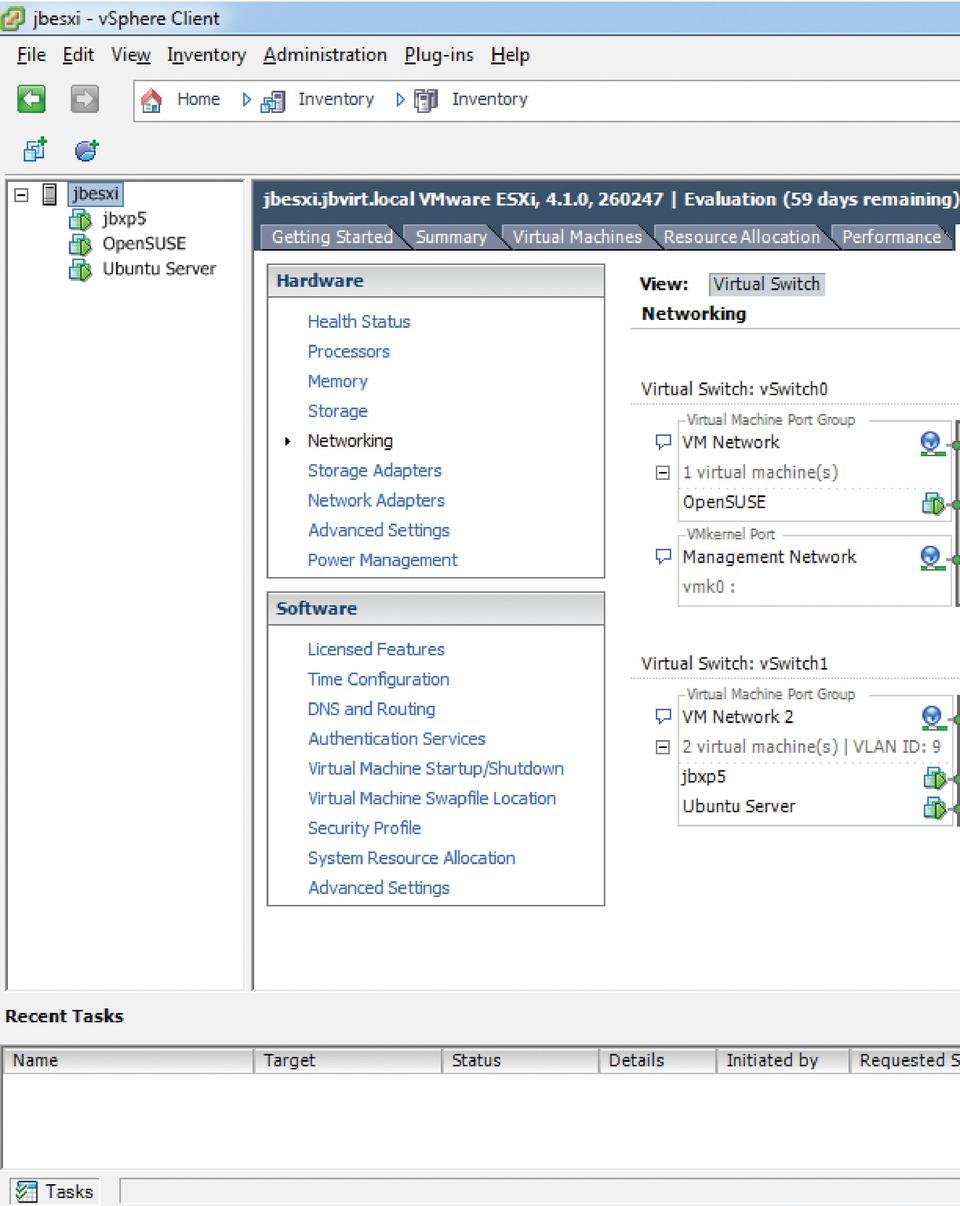 jbesxi - vSphere Client
File Edit View Inventory Administration Plug-ins Help
Home Inventory Inventory
jbesxi
jbxp5
OpenSUSE
Ubuntu Server
jbesxi.jbvirt.local VMware ESXi, 4.1.0, 260247 | Evaluation (59 days remaining)
Getting Started Summary Virtual Machines Resource Allocation Performance
Hardware
Health Status
Processors
Memory
Storage
Networking
Storage Adapters
Network Adapters
Advanced Settings
Power Management
Software
Licensed Features
Time Configuration
DNS and Routing
Authentication Services
Virtual Machine Startup/Shutdown
Virtual Machine Swapfile Location
Security Profile
System Resource Allocation
Advanced Settings
View: Virtual Switch
Networking
Virtual Switch: vSwitch0
Virtual Machine Port Group
VM Network
1 virtual machine(s)
OpenSUSE
VMkernel Port
Management Network
vmk0 :
Virtual Switch: vSwitch1
Virtual Machine Port Group
VM Network 2
2 virtual machine(s) | VLAN ID: 9
jbxp5
Ubuntu Server
Recent Tasks
Name Target Status Details Initiated by Requested S
Tasks